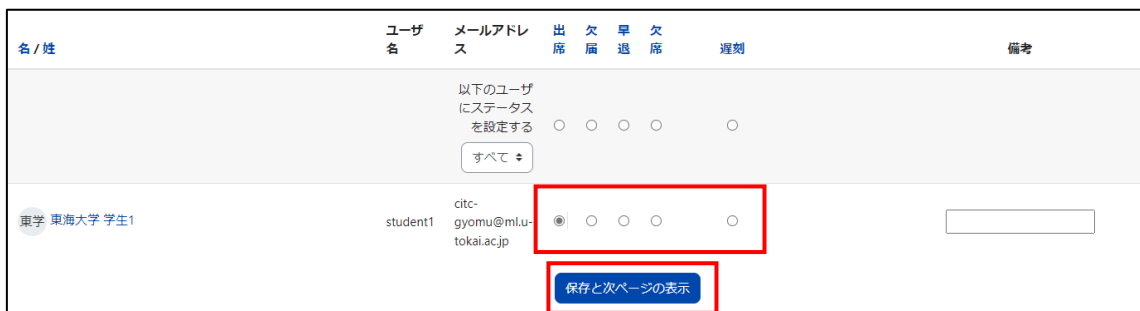 名 / 姓
ユーザ
名
メールアドレ
ス
出
席
欠
届
早
退
欠
席
遅刻
備考
以下のユーザ
にステータス
を設定する
すべて
東学 東海大学 学生1
student1
citc-
gyomu@ml.u-
tokai.ac.jp
保存と次ページの表示